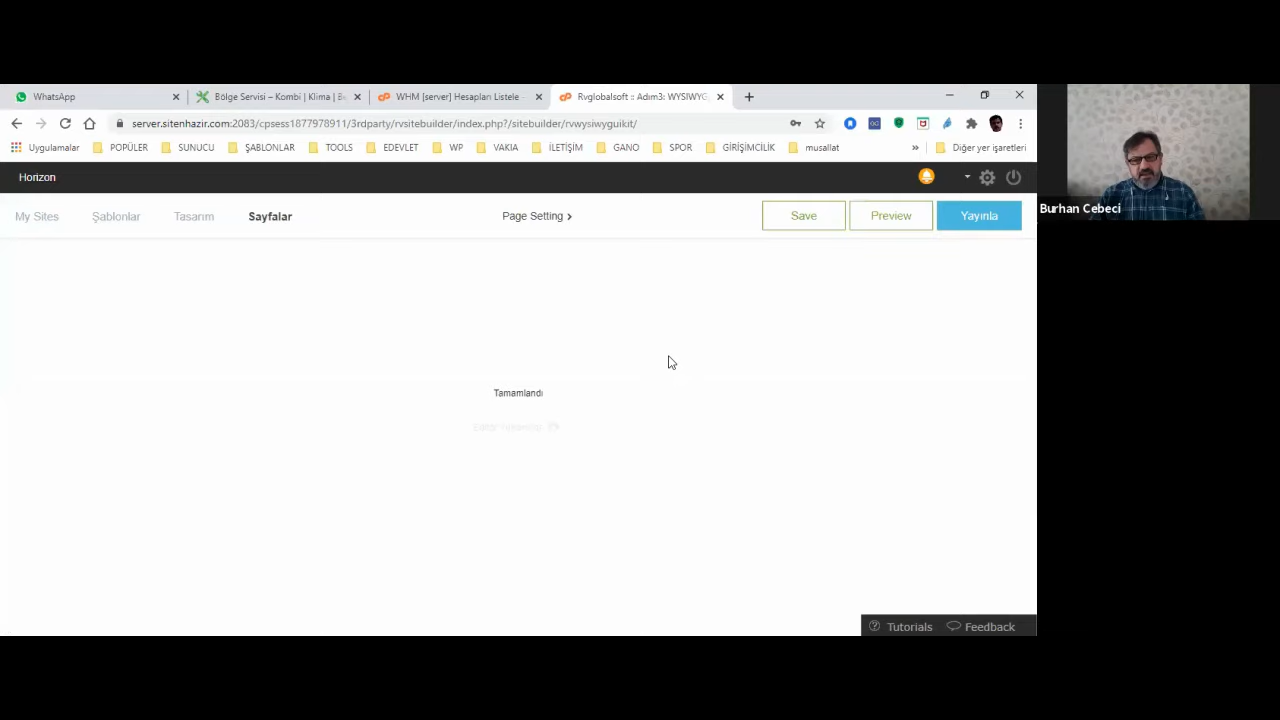 WhatsApp
Bölge Servisi – Kombi | Klima | Be
WHM [server] Hesapları Listele -
Rvglobalsoft :: Adım3: WYSIWYG
server.sitenhazir.com:2083/cpsess1877978911/3rdparty/rvsitebuilder/index.php?/sitebuilder/rvwysiwyguikit/
Uygulamalar POPÜLER SUNUCU ŞABLONLAR TOOLS EDEVLET WP VAKIA İLETİŞİM GANO SPOR GİRİŞİMCİLİK musallat » Diğer yer işaretleri
Horizon
My Sites Şablonlar Tasarım Sayfalar Page Setting > Save Preview Yayınla
Burhan Cebeci
Tamamlandı
Tutorials Feedback